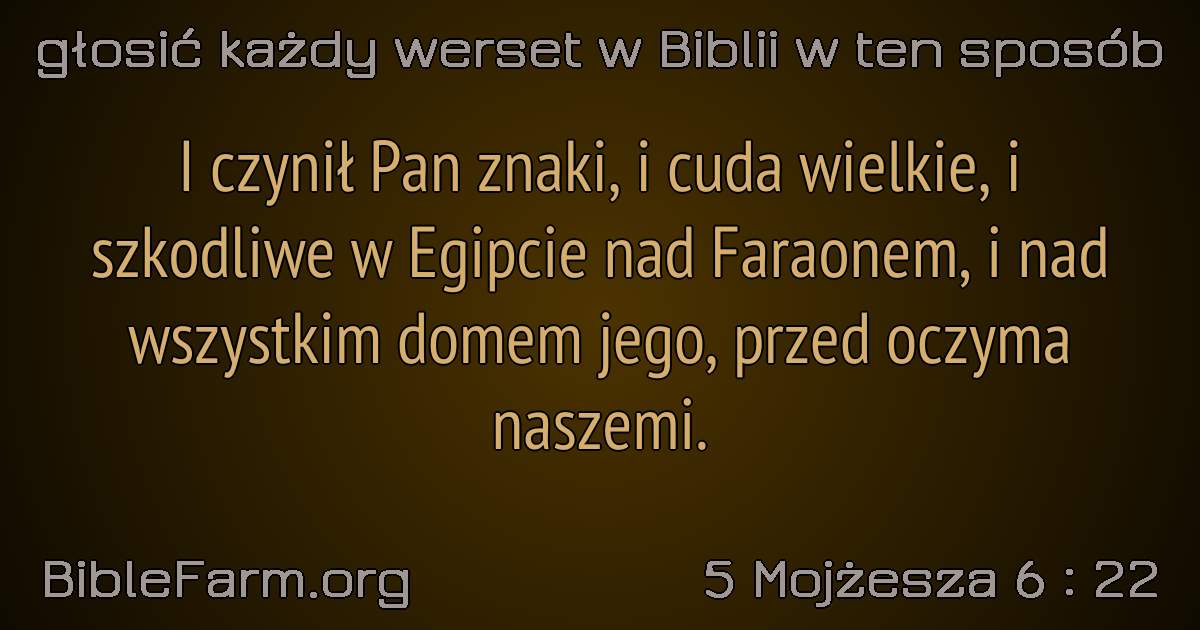 głosić każdy werset w Biblii w ten sposób
I czynił Pan znaki, i cuda wielkie, i
szkodliwe w Egipcie nad Faraonem, i nad
wszystkim domem jego, przed oczyma
naszemi.
BibleFarm.org
5 Mojżesza 6 : 22